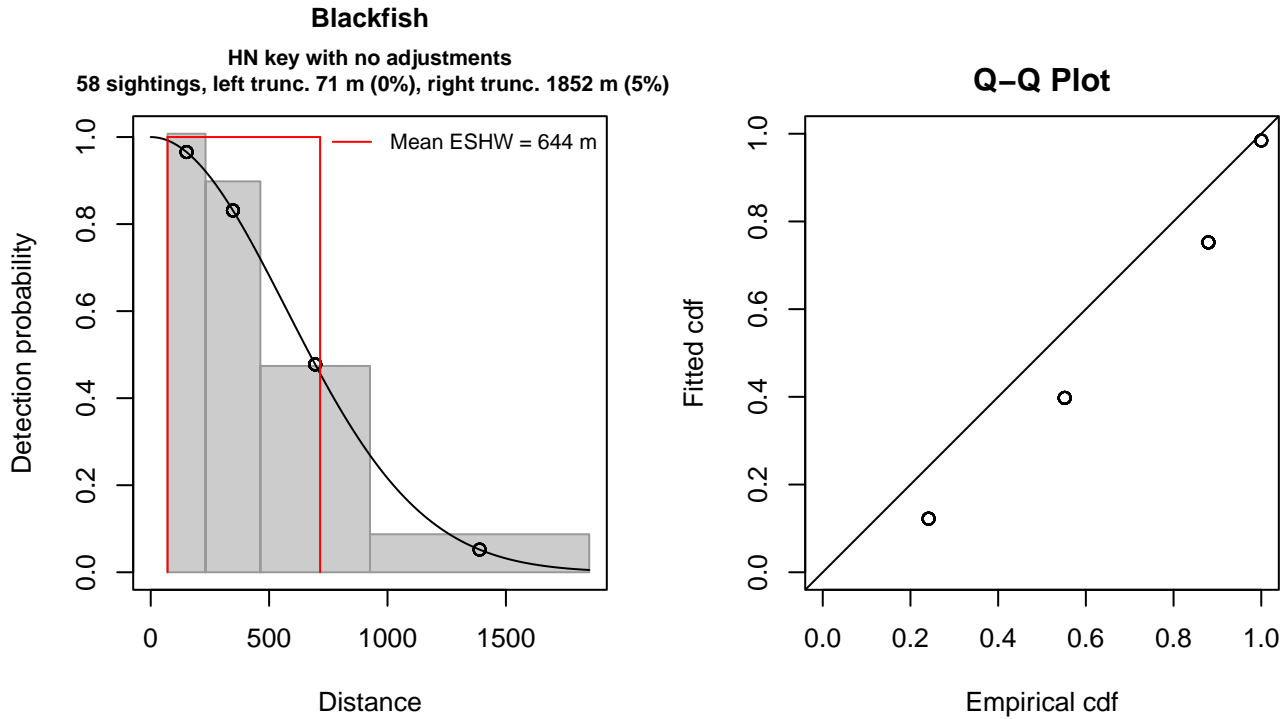 Blackfish
HN key with no adjustments
58 sightings, left trunc. 71 m (0%), right trunc. 1852 m (5%)
Mean ESHW = 644 m
Detection probability
0.0 0.2 0.4 0.6 0.8 1.0
0 500 1000 1500
Distance
Q−Q Plot
Fitted cdf
0.0 0.2 0.4 0.6 0.8 1.0
0.0 0.2 0.4 0.6 0.8 1.0
Empirical cdf